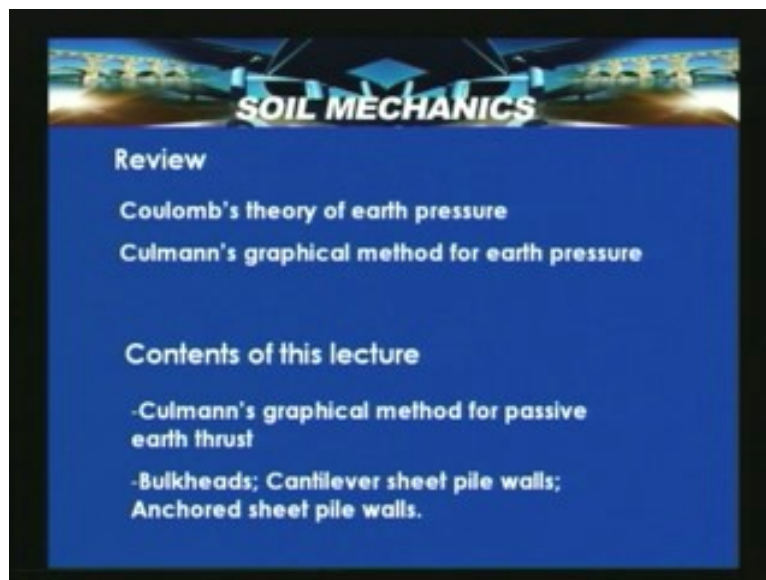 SOIL MECHANICS
Review
Coulomb's theory of earth pressure
Culmann's graphical method for earth pressure
Contents of this lecture
-Culmann's graphical method for passive
earth thrust
-Bulkheads; Cantilever sheet pile walls;
Anchored sheet pile walls.